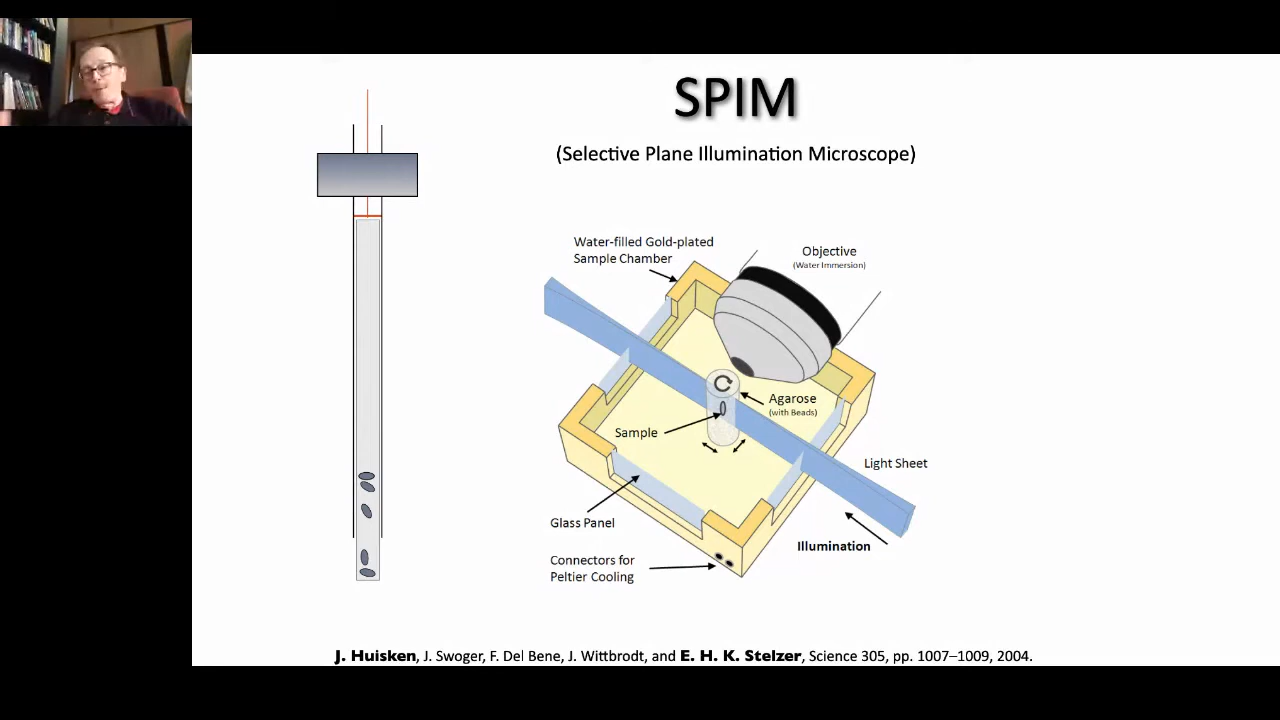 SPIM
(Selective Plane Illumination Microscope)
Water-filled Gold-plated
Sample Chamber
Objective
(Water Immersion)
Agarose
(with Beads)
Sample
Light Sheet
Glass Panel
Illumination
Connectors for
Peltier Cooling
J. Huisken, J. Swoger, F. Del Bene, J. Wittbrodt, and E. H. K. Stelzer, Science 305, pp. 1007–1009, 2004.